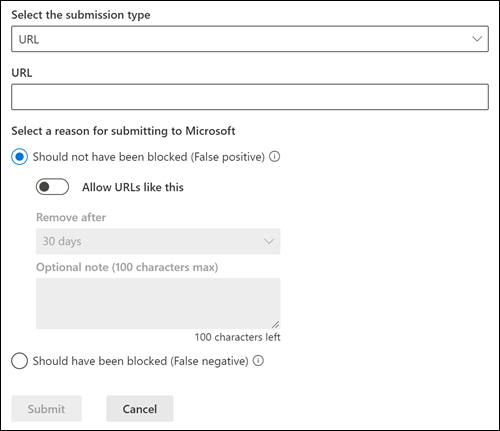 Select the submission type
URL
URL
Select a reason for submitting to Microsoft
Should not have been blocked (False positive)
Allow URLs like this
Remove after
30 days
Optional note (100 characters max)
100 characters left
Should have been blocked (False negative)
Submit Cancel